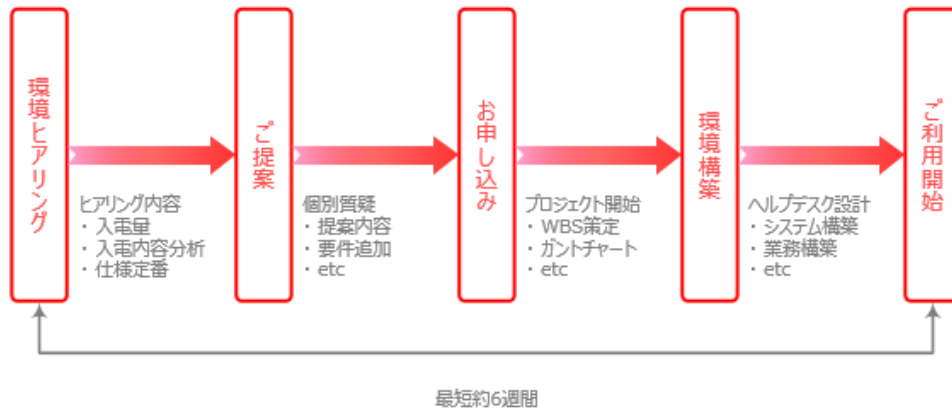 環境ヒアリング
ご提案
お申し込み
環境構築
ご利用開始
ヒアリング内容
・入電量
・入電内容分析
・仕様定番
個別質疑
・提案内容
・要件追加
・etc
プロジェクト開始
・WBS策定
・ガントチャート
・etc
ヘルプデスク設計
・システム構築
・業務構築
・etc
最短約6週間